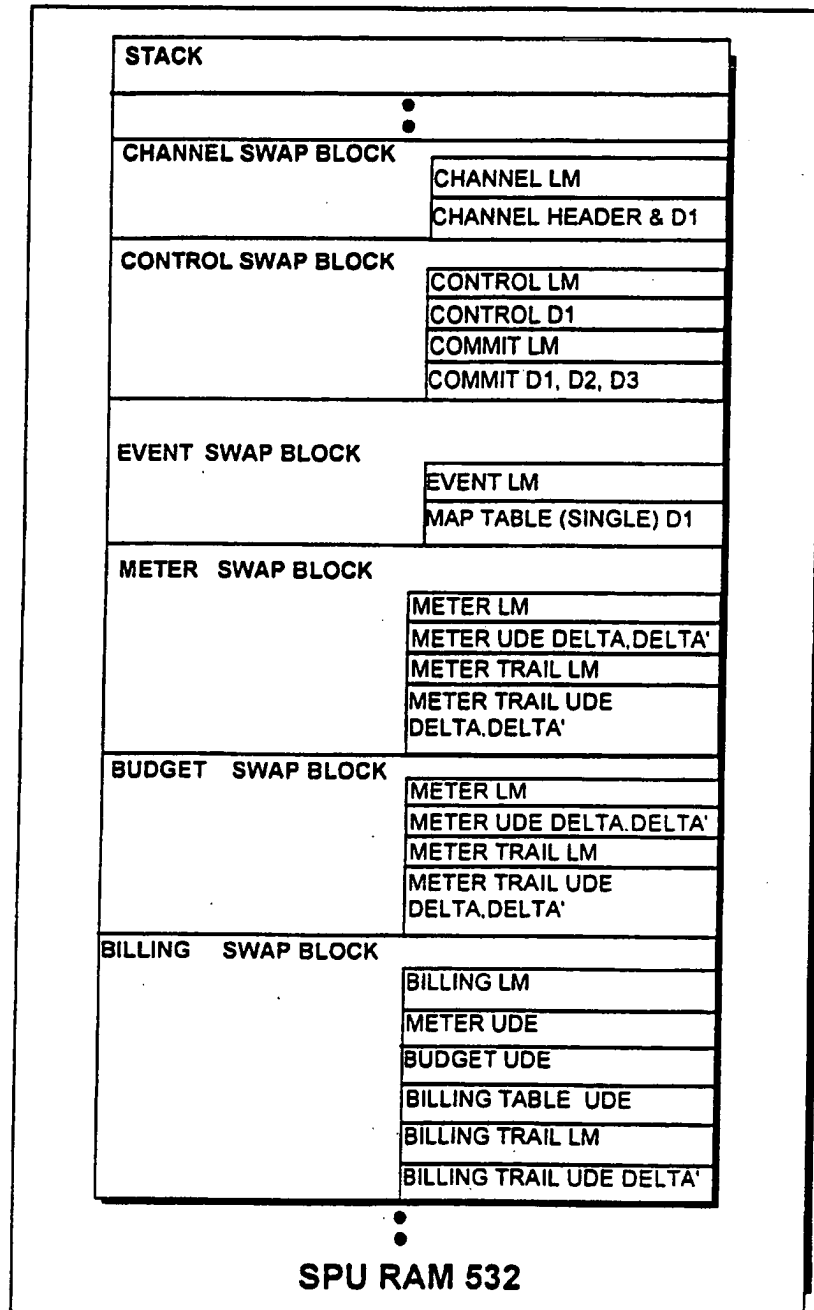 STACK
CHANNEL SWAP BLOCK
CHANNEL LM
CHANNEL HEADER & D1
CONTROL SWAP BLOCK
CONTROL LM
CONTROL D1
COMMIT LM
COMMIT D1, D2, D3
EVENT SWAP BLOCK
EVENT LM
MAP TABLE (SINGLE) D1
METER SWAP BLOCK
METER LM
METER UDE DELTA,DELTA'
METER TRAIL LM
METER TRAIL UDE
DELTA,DELTA'
BUDGET SWAP BLOCK
METER LM
METER UDE DELTA.DELTA'
METER TRAIL LM
METER TRAIL UDE
DELTA,DELTA'
BILLING SWAP BLOCK
BILLING LM
METER UDE
BUDGET UDE
BILLING TABLE UDE
BILLING TRAIL LM
BILLING TRAIL UDE DELTA'
SPU RAM 532